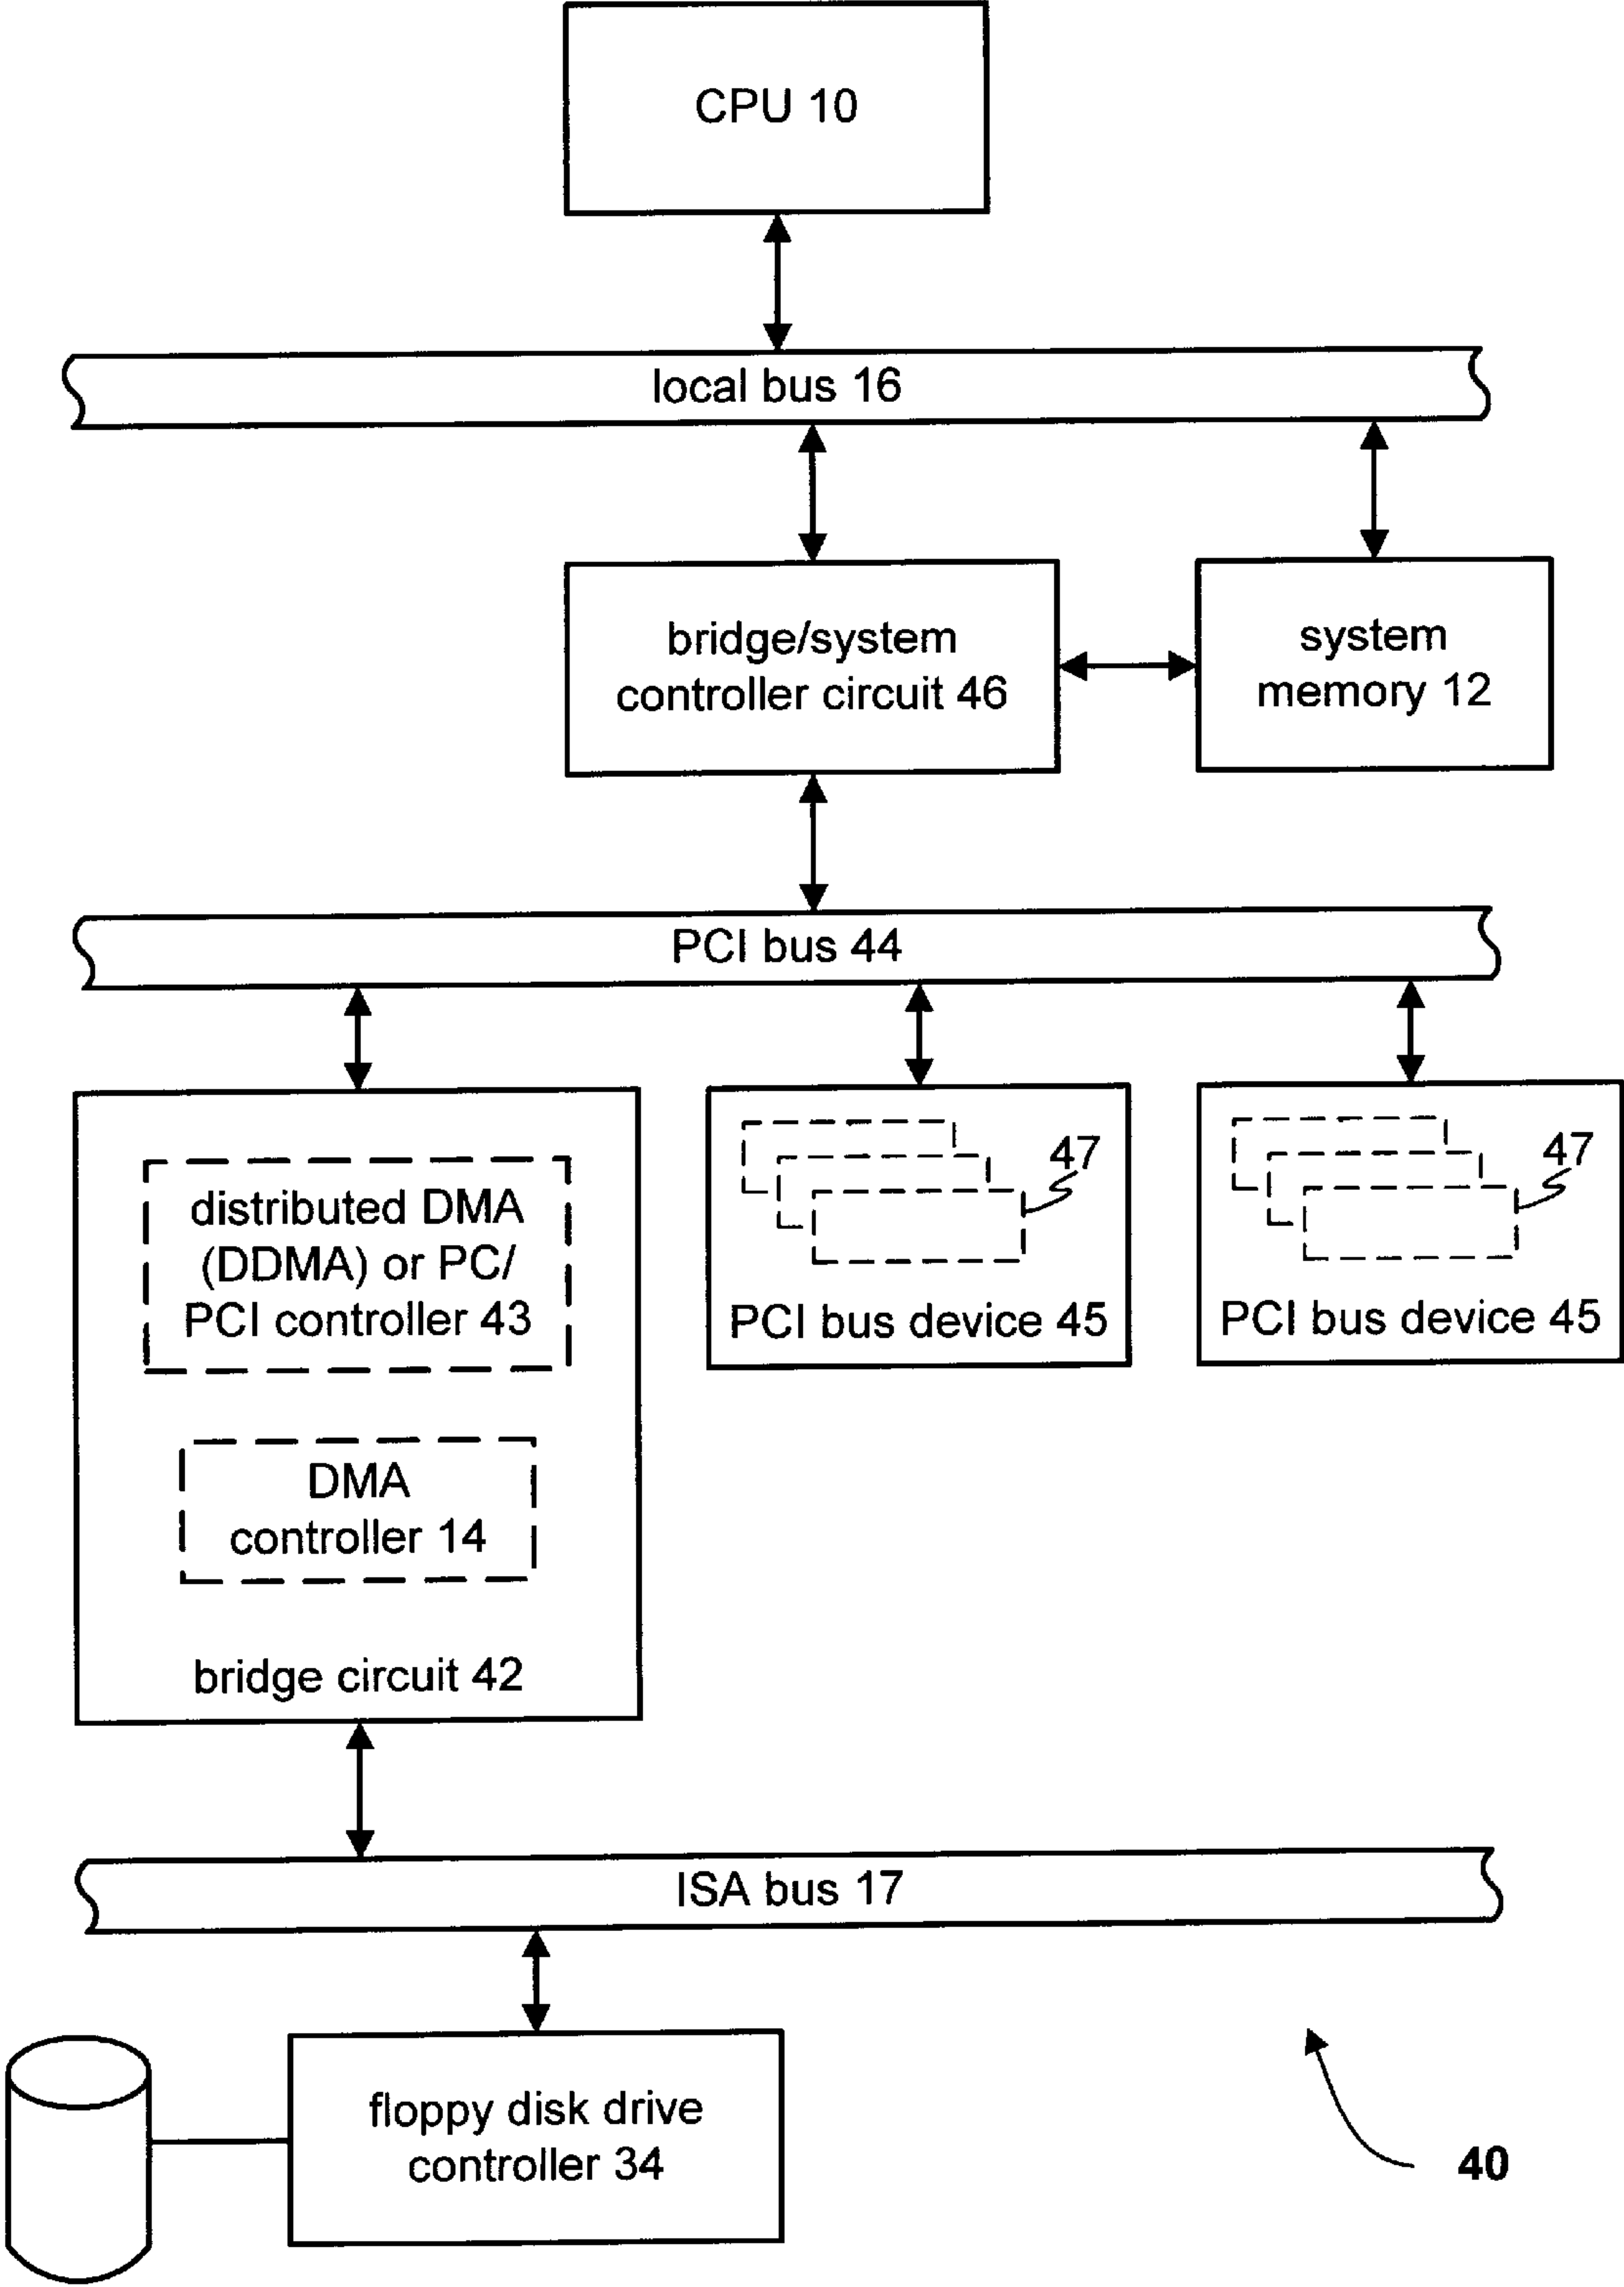 CPU 10
local bus 16
bridge/system
controller circuit 46
system
memory 12
PCI bus 44
distributed DMA
(DDMA) or PC/
PCI controller 43
DMA
controller 14
bridge circuit 42
47
PCI bus device 45
47
PCI bus device 45
ISA bus 17
floppy disk drive
controller 34
40